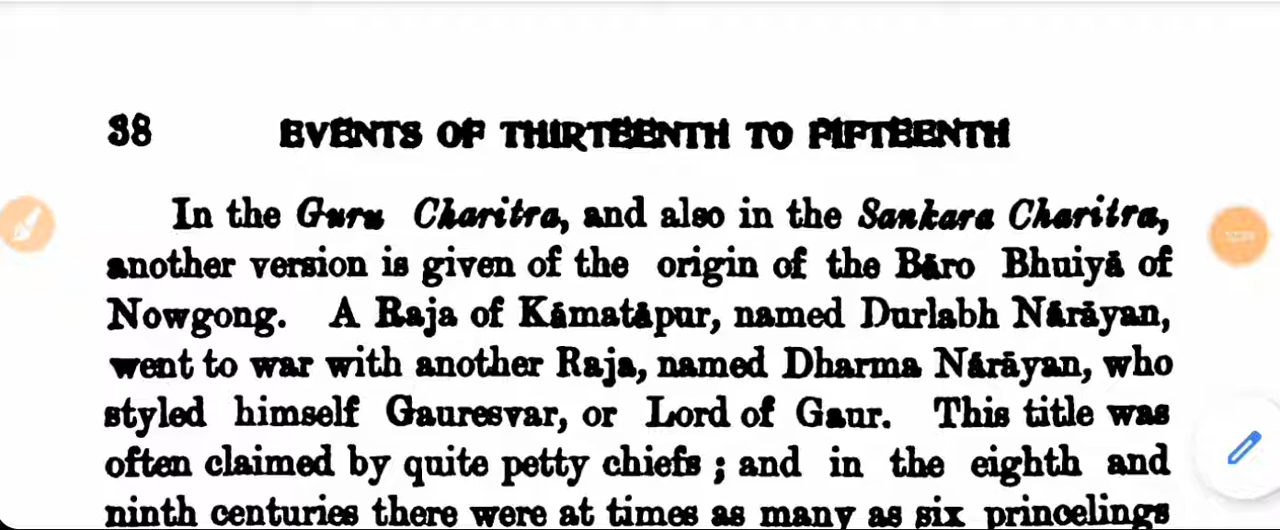 38 EVENTS OF THIRTEENTH TO FIFTEENTH
In the Guru Charitra, and also in the Sankara Charitra,
another version is given of the origin of the Bāro Bhuiyā of
Nowgong. A Raja of Kāmatāpur, named Durlabh Nārāyan,
went to war with another Raja, named Dharma Nārāyan, who
styled himself Gauresvar, or Lord of Gaur. This title was
often claimed by quite petty chiefs ; and in the eighth and
ninth centuries there were at times as many as six princelings